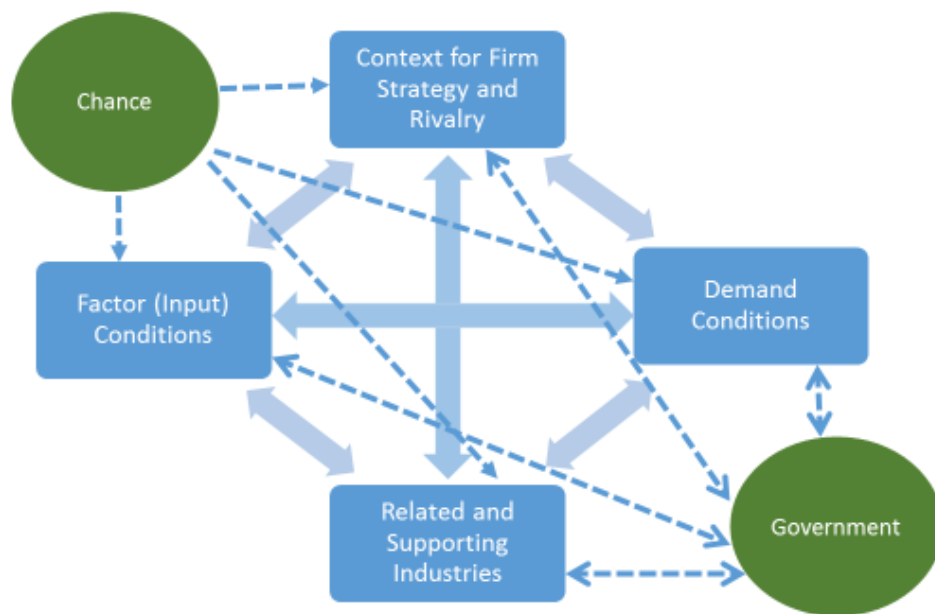 Chance
Context for Firm
Strategy and
Rivalry
Factor (Input)
Conditions
Demand
Conditions
Related and
Supporting
Industries
Government